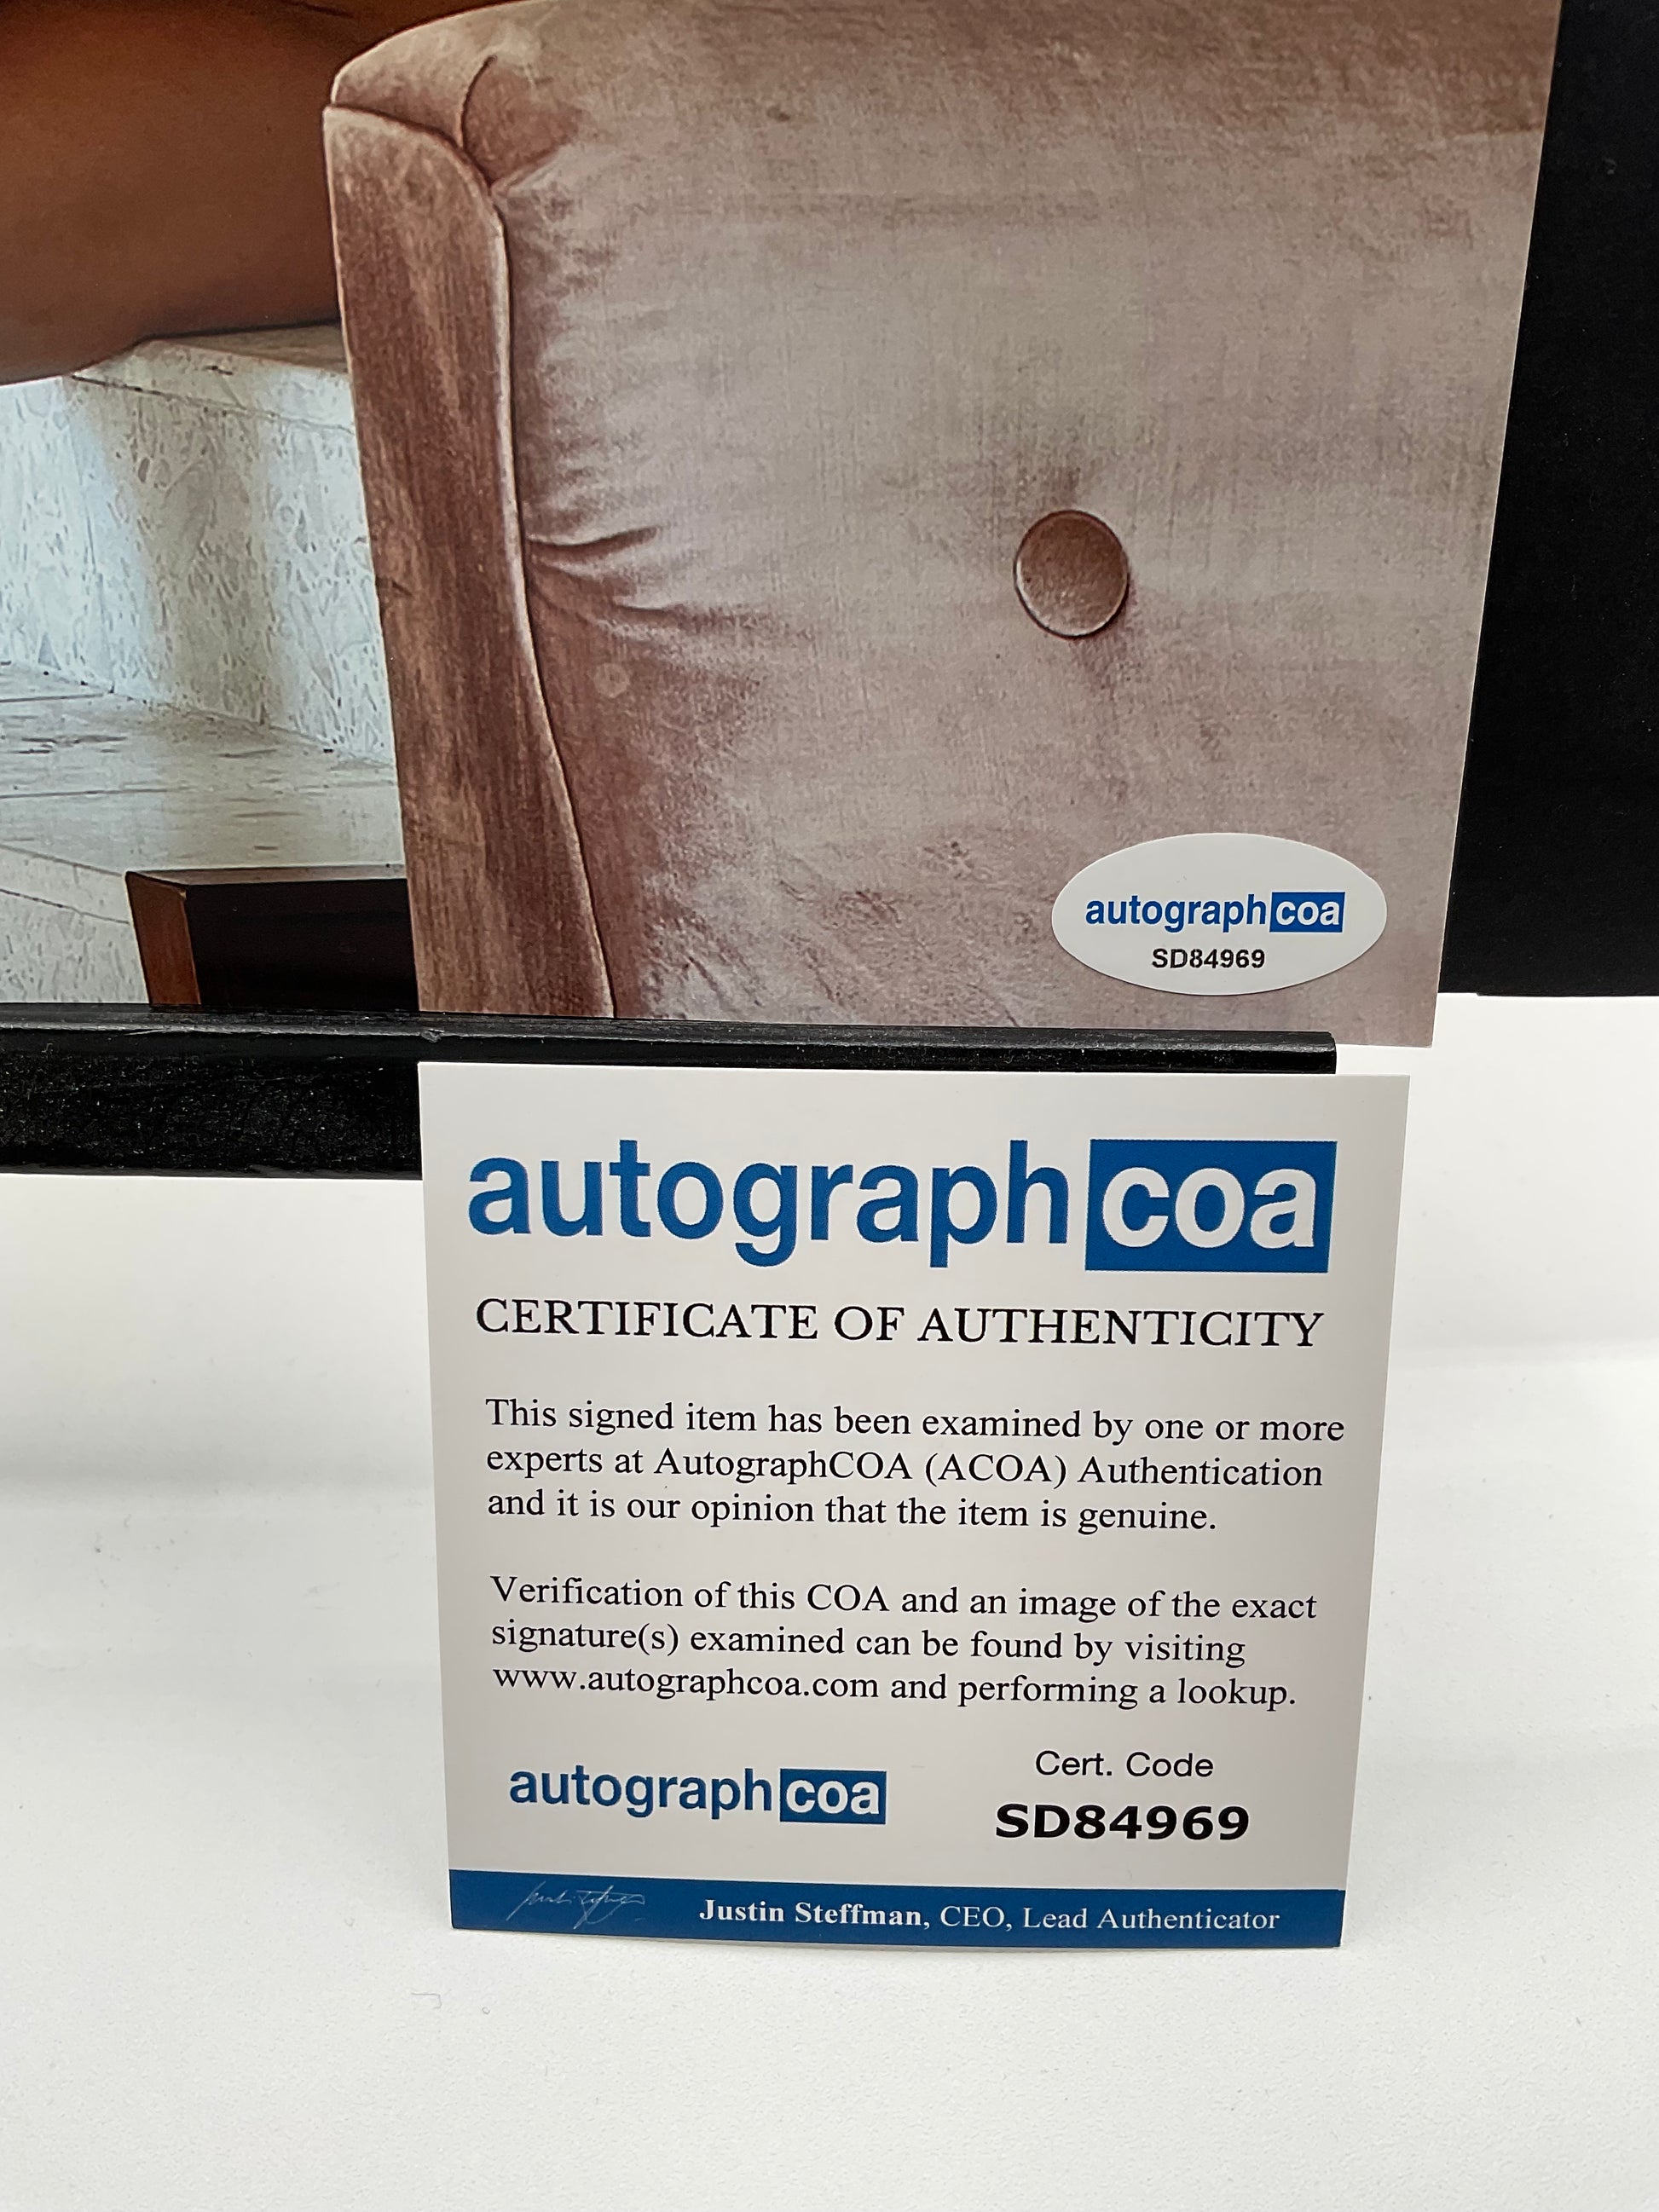 autographcoa
SD84969
autographcoa
CERTIFICATE OF AUTHENTICITY
This signed item has been examined by one or more
experts at AutographCOA (ACOA) Authentication
and it is our opinion that the item is genuine.
Verification of this COA and an image of the exact
signature(s) examined can be found by visiting
www.autographcoa.com and performing a lookup.
Cert. Code
autographcoa
SD84969
Justin Steffman, CEO, Lead Authenticator